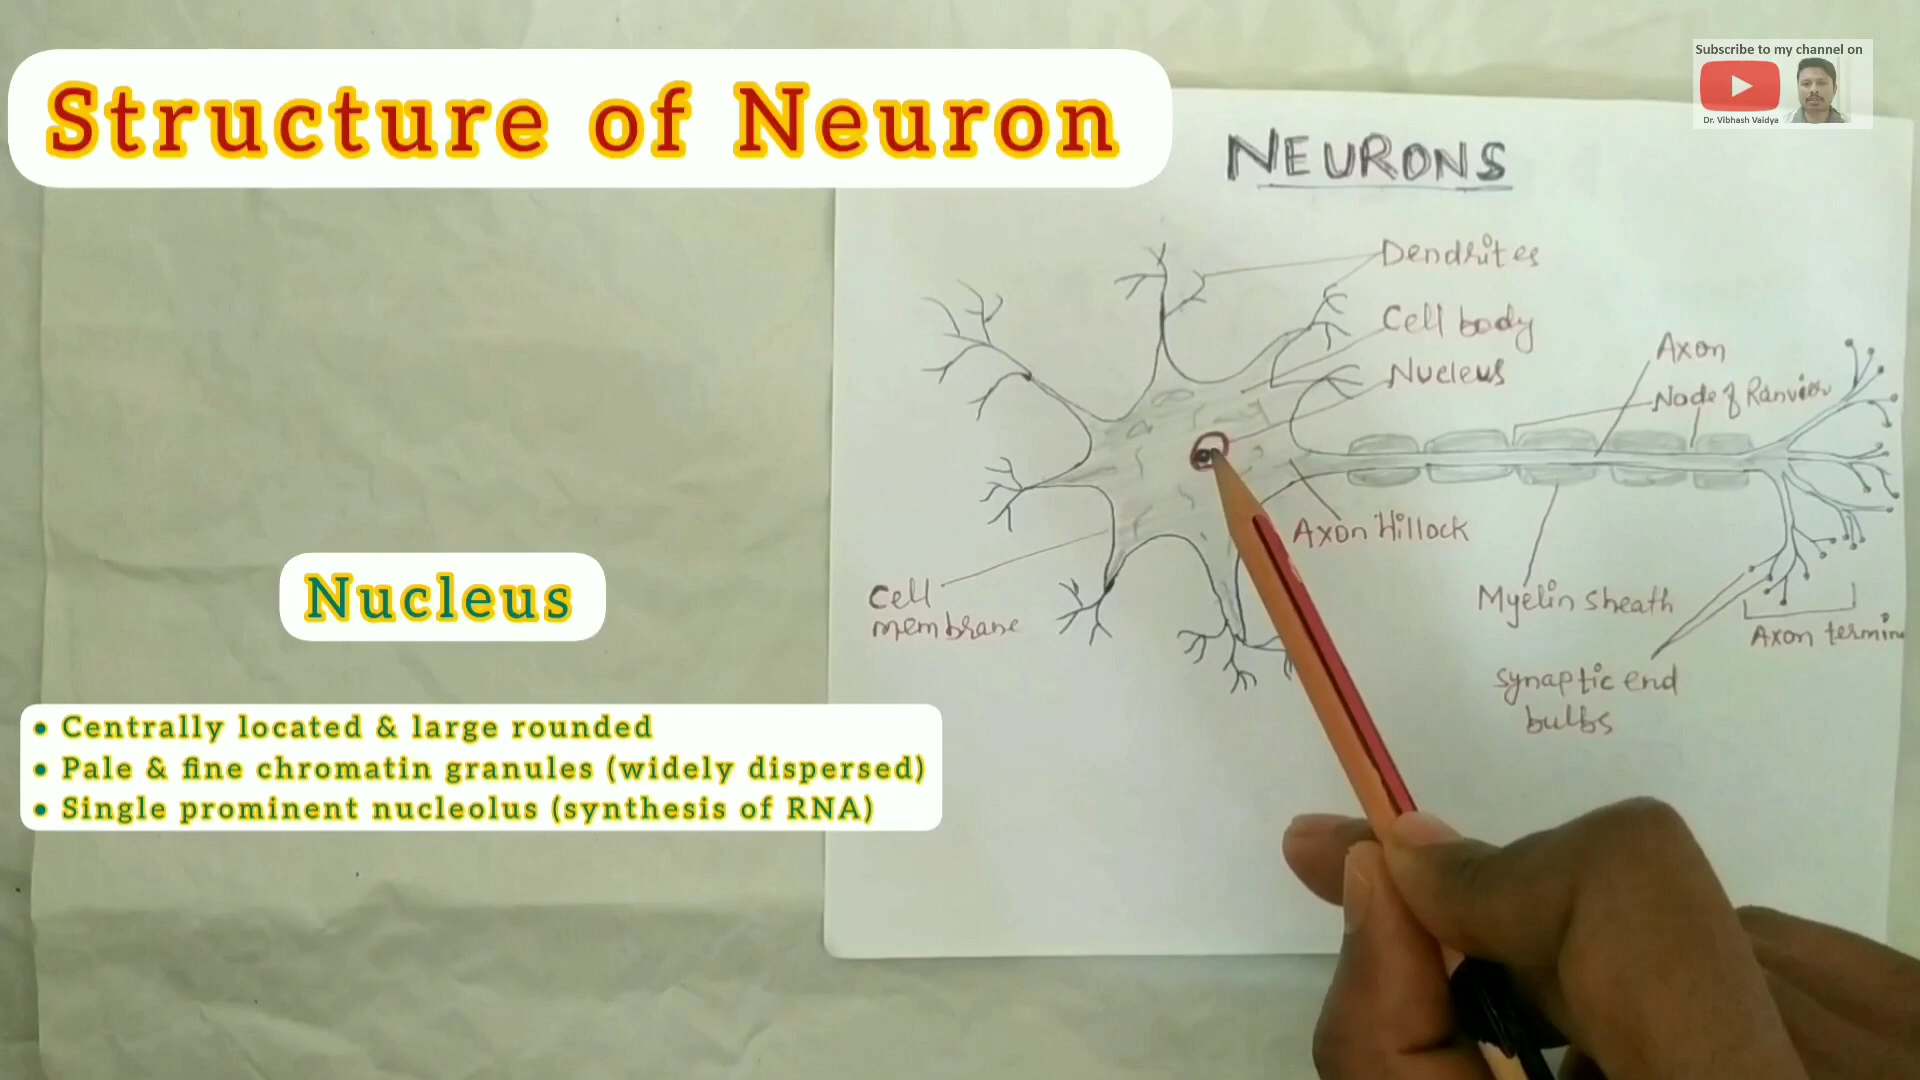 Subscribe to my channel on
Dr. Vibhash Vaidya
Structure of Neuron
NEURONS
Dendrites
Cell body
Nucleus
Axon
Node of Ranvier
Axon Hillock
Cell
membrane
Myelin sheath
Axon termin
Synaptic end
bulbs
Nucleus
• Centrally located & large rounded
• Pale & fine chromatin granules (widely dispersed)
• Single prominent nucleolus (synthesis of RNA)